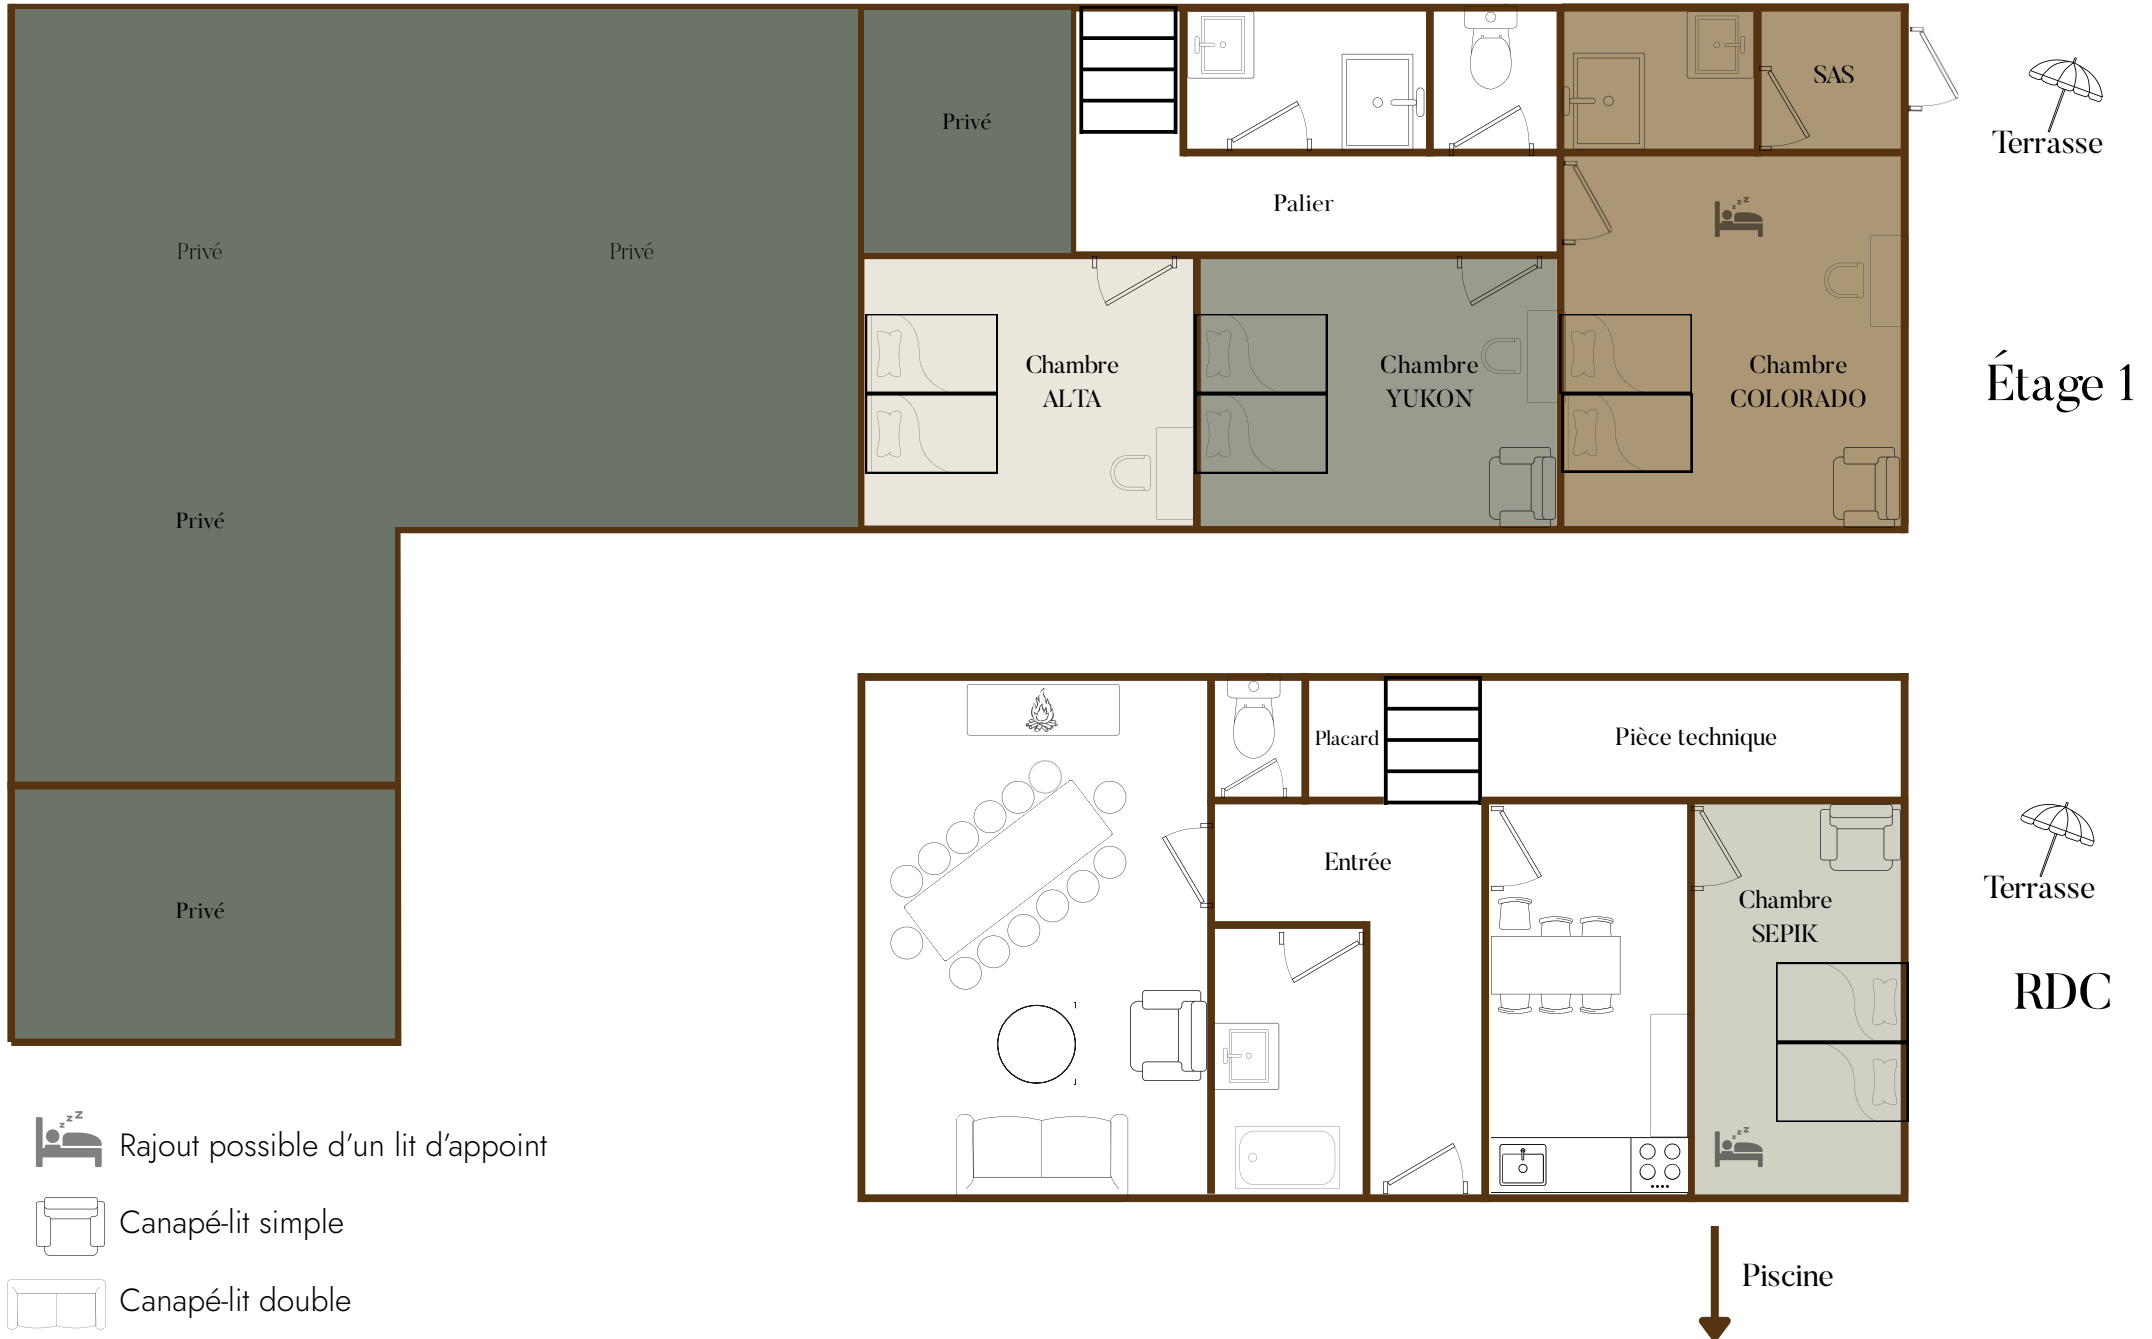 SAS
Privé
Terrasse
Palier
Privé
Privé
Chambre
ALTA
Chambre
YUKON
Chambre
COLORADO
Étage 1
Privé
Placard
Pièce technique
Entrée
Terrasse
Chambre
SEPIK
Privé
RDC
Rajout possible d'un lit d'appoint
Canapé-lit simple
Canapé-lit double
Piscine